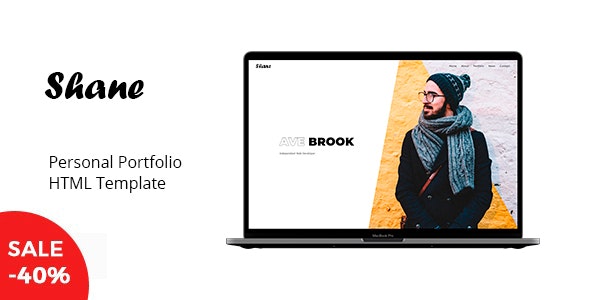 Shane
Personal Portfolio
HTML Template
SALE
-40%
Shane
Home About Portfolio News Contact
AVE BROOK
Independent Web Developer
MacBook Pro